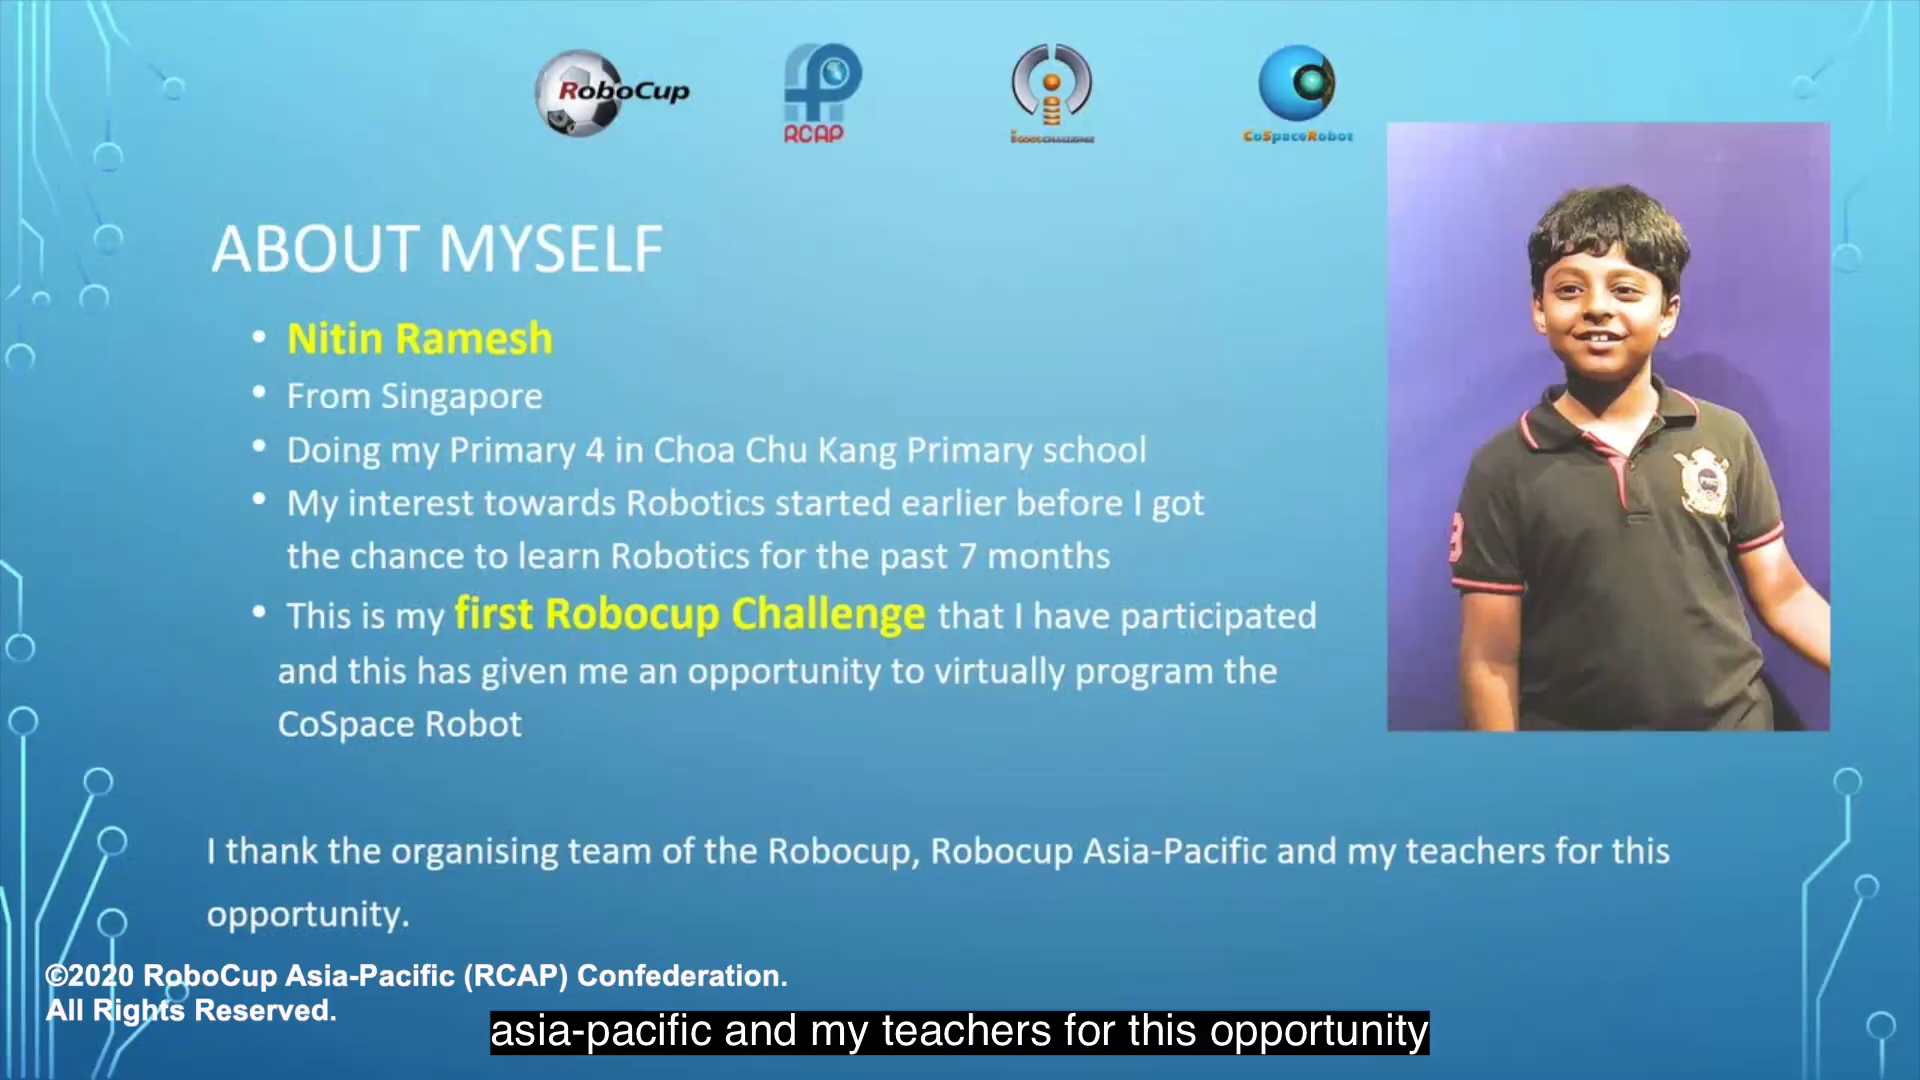 RoboCup
RCAP
CoSpaceRobot
ABOUT MYSELF
• Nitin Ramesh
• From Singapore
• Doing my Primary 4 in Choa Chu Kang Primary school
• My interest towards Robotics started earlier before I got
the chance to learn Robotics for the past 7 months
• This is my first Robocup Challenge that I have participated
and this has given me an opportunity to virtually program the
CoSpace Robot
I thank the organising team of the Robocup, Robocup Asia-Pacific and my teachers for this
opportunity.
©2020 RoboCup Asia-Pacific (RCAP) Confederation.
All Rights Reserved.
asia-pacific and my teachers for this opportunity